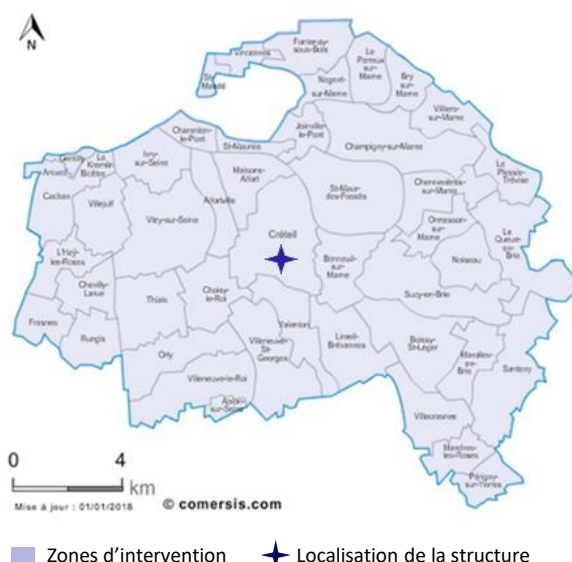 N
Fontenay-
sous-Bois
Le
Perreux
sur-
Marne
Bry
sur-
Marne
Vincennes
St-
Mandé
Nogent
sur-Marne
Villiers-
sur-Marne
Charenton
le-Pont
Joinville
le-Pont
St-Maurice
Champigny-sur-Marne
Gentilly
Le
Kremlin
Bicêtre
Ivry-
sur-Seine
Arcueil
Maisons-
Alfort
Le
Plessis-
Trévise
Cachan
Villejuif
Alfortville
St-Maur-
des-Fossés
Chennevières
sur-Marne
Vitry-sur-Seine
Créteil
Ormesson
sur-
Marne
La
Queue-
en-Brie
L'Haÿ-
les-Roses
Bonneuil
sur-
Marne
Noiseau
Chevilly-
Larue
Thiais
Choisy-
le-Roi
Sucy-en-Brie
Fresnes
Rungis
Valenton
Limeil-
Brévannes
Boissy-
St-Léger
Orly
Villeneuve
St-
Georges
Marolles
en-
Brie
Santeny
Villeneuve-le-Roi
Ablon-
sur-Seine
Villecresnes
Mandres
les-Roses
Périgny
sur-Yerres
0 4
km
Mise à jour : 01/01/2018
© comersis.com
Zones d’intervention Localisation de la structure